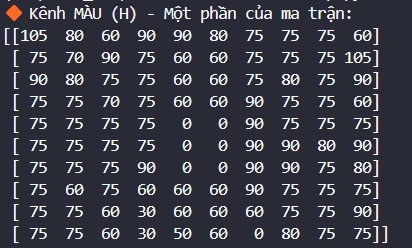 🔶 Kênh MÀU (H) - Một phần của ma trận:
[[105 80 60 90 90 80 75 75 75 60]
[ 75 70 90 75 60 60 75 75 75 105]
[ 90 80 75 75 60 60 75 80 75 90]
[ 75 75 70 75 60 60 90 75 75 60]
[ 75 75 75 75 0 0 90 75 75 75]
[ 75 75 75 75 0 0 90 90 80 90]
[ 75 75 75 90 0 0 90 90 75 80]
[ 75 60 75 60 60 60 90 75 75 75]
[ 75 75 60 30 60 60 60 75 75 90]
[ 75 75 60 30 50 60 0 80 75 75]]